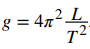 g = 4π² L/T²